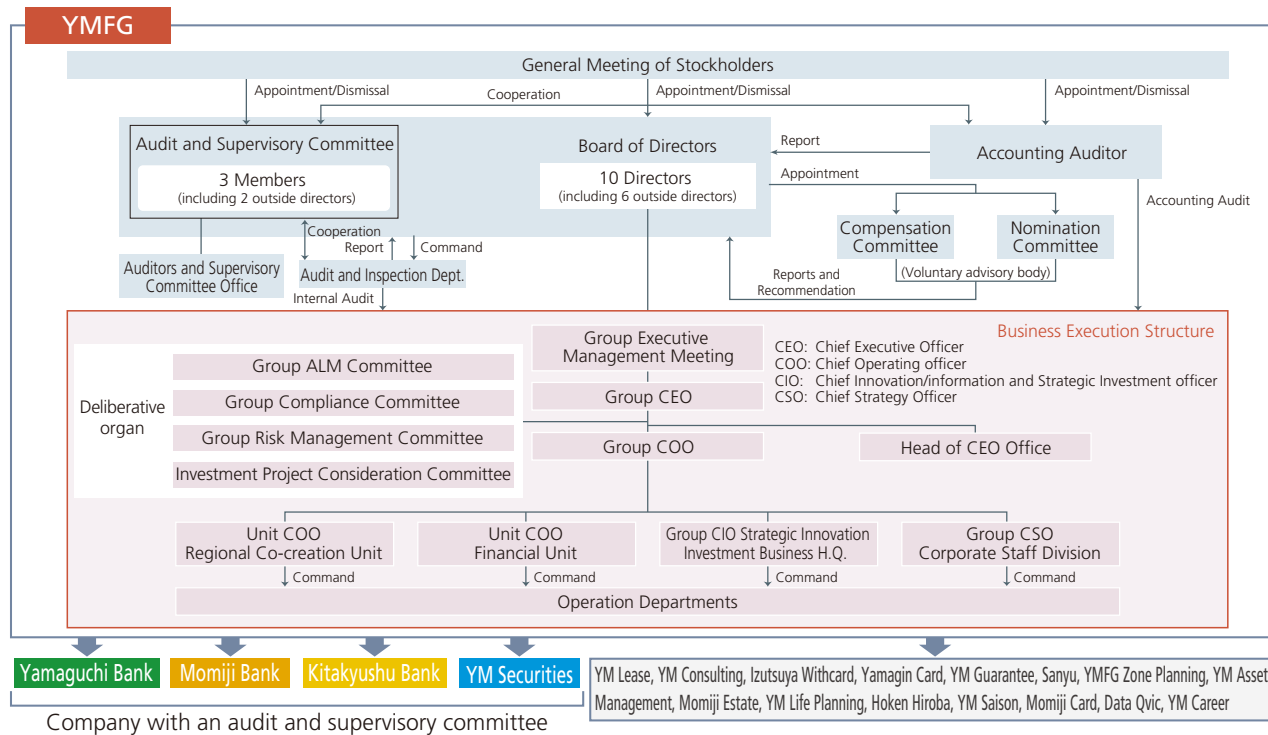 YMFG
General Meeting of Stockholders
Appointment/Dismissal
Cooperation
Appointment/Dismissal
Appointment/Dismissal
Audit and Supervisory Committee
3 Members
(including 2 outside directors)
Board of Directors
10 Directors
(including 6 outside directors)
Report
Accounting Auditor
Appointment
Accounting Audit
Compensation
Committee
Nomination
Committee
(Voluntary advisory body)
Reports and
Recommendation
Cooperation
Report
Command
Auditors and Supervisory
Committee Office
Audit and Inspection Dept.
Internal Audit
Business Execution Structure
Group Executive
Management Meeting
CEO: Chief Executive Officer
COO: Chief Operating officer
CIO: Chief Innovation/information and Strategic Investment officer
CSO: Chief Strategy Officer
Deliberative
organ
Group ALM Committee
Group Compliance Committee
Group Risk Management Committee
Investment Project Consideration Committee
Group CEO
Group COO
Head of CEO Office
Unit COO
Regional Co-creation Unit
Unit COO
Financial Unit
Group CIO Strategic Innovation
Investment Business H.Q.
Group CSO
Corporate Staff Division
Command
Command
Command
Command
Operation Departments
Yamaguchi Bank
Momiji Bank
Kitakyushu Bank
YM Securities
Company with an audit and supervisory committee
YM Lease, YM Consulting, Izutsuya Withcard, Yamagin Card, YM Guarantee, Sanyu, YMFG Zone Planning, YM Asset
Management, Momiji Estate, YM Life Planning, Hoken Hiroba, YM Saison, Momiji Card, Data Qvic, YM Career